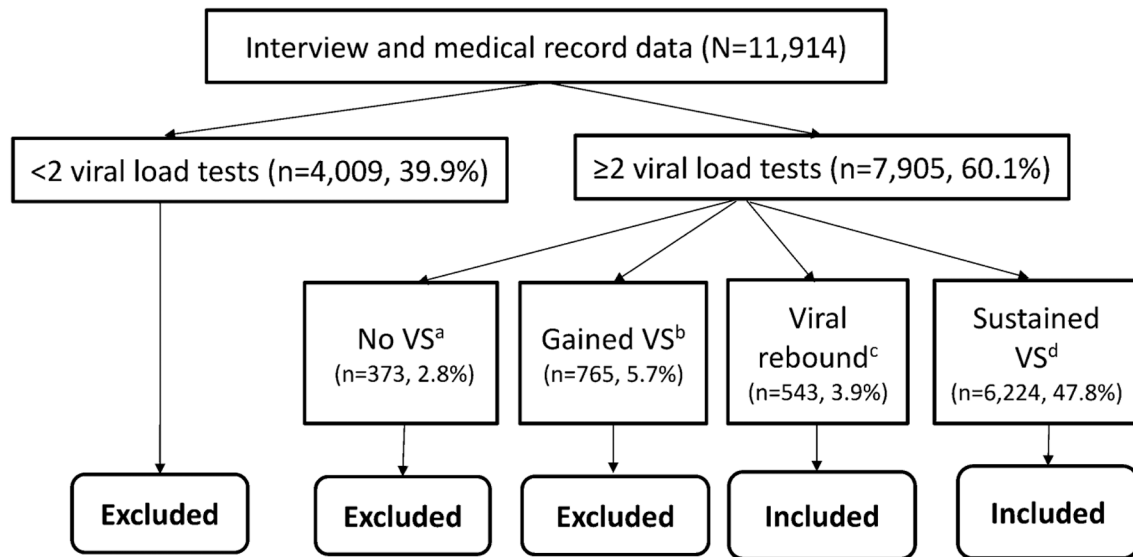 Interview and medical record data (N=11,914)
<2 viral load tests (n=4,009, 39.9%)
≥2 viral load tests (n=7,905, 60.1%)
No VSᵃ
(n=373, 2.8%)
Gained VSᵇ
(n=765, 5.7%)
Viral
reboundᶜ
(n=543, 3.9%)
Sustained
VSᵈ
(n=6,224, 47.8%)
Excluded
Excluded
Excluded
Included
Included